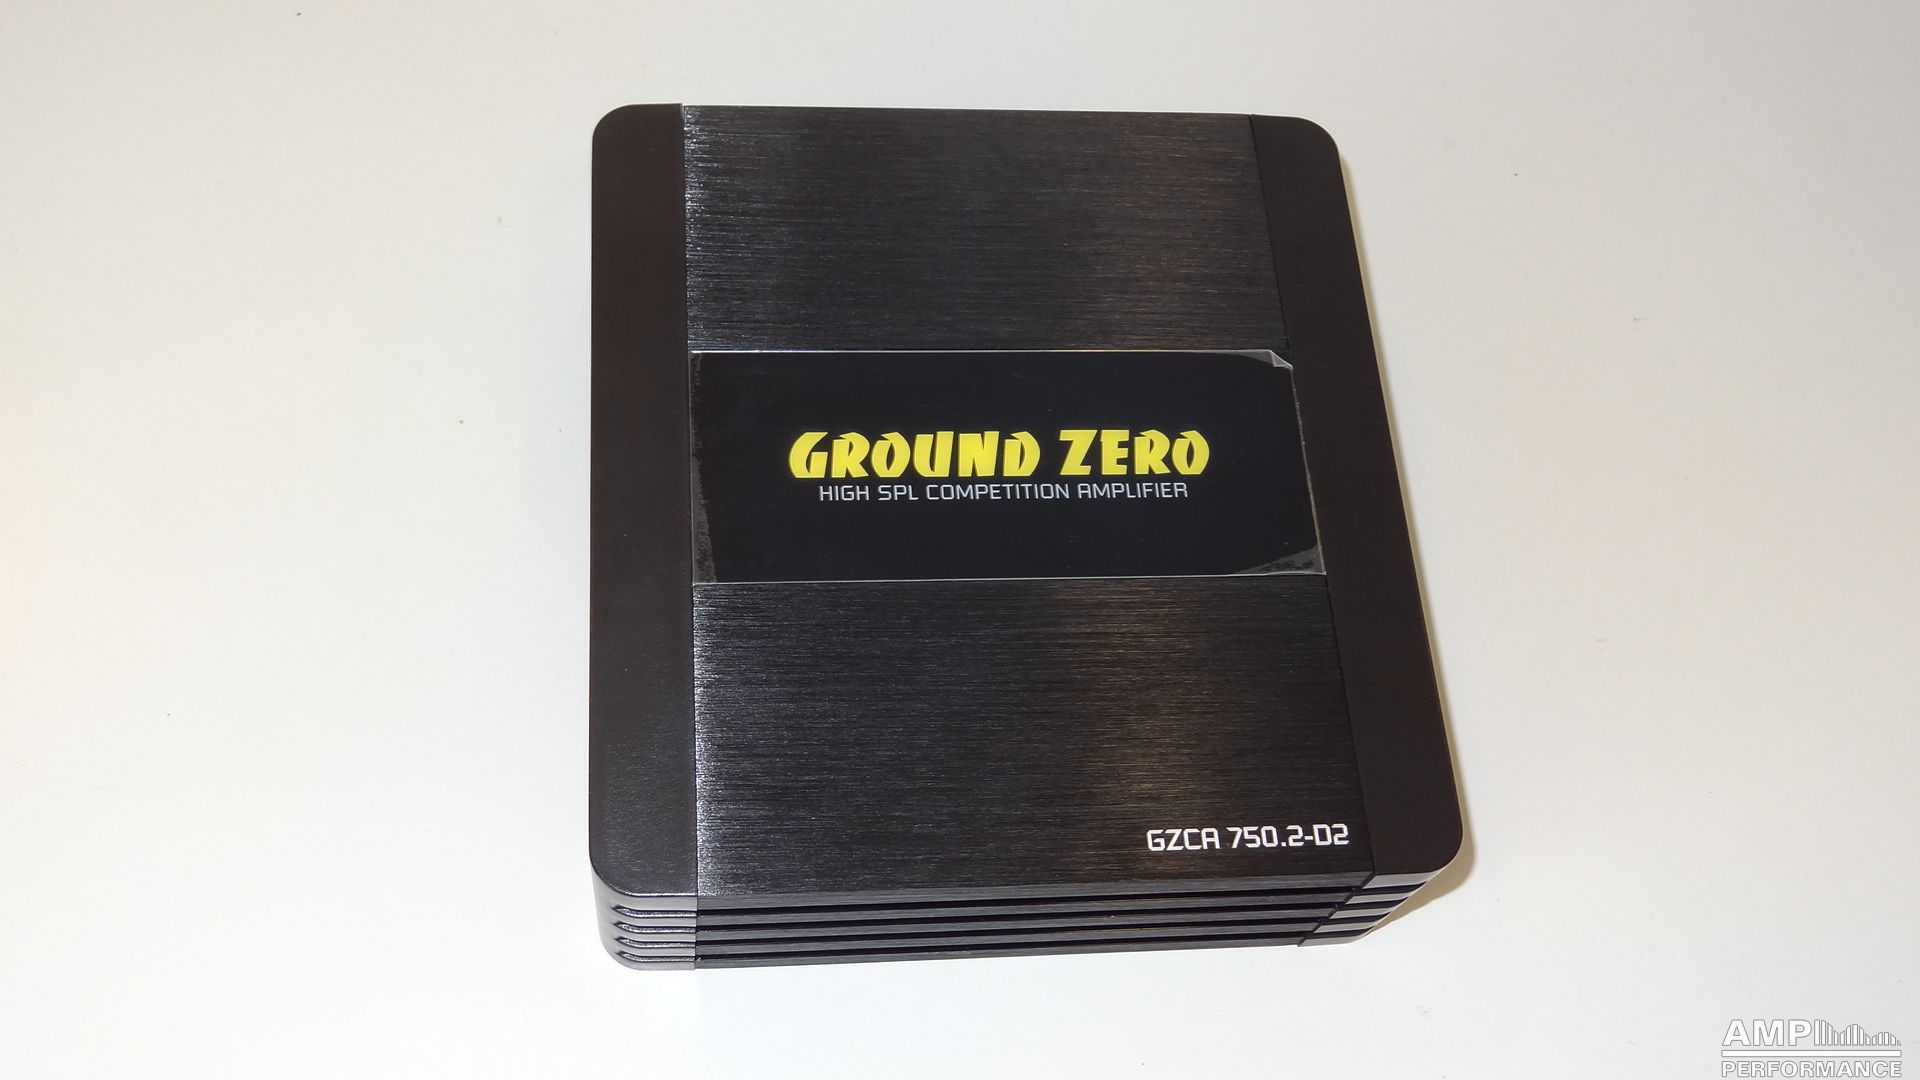 GROUND ZERO
HIGH SPL COMPETITION AMPLIFIER
GZCA 750.2-D2
AMP
PERFORMANCE